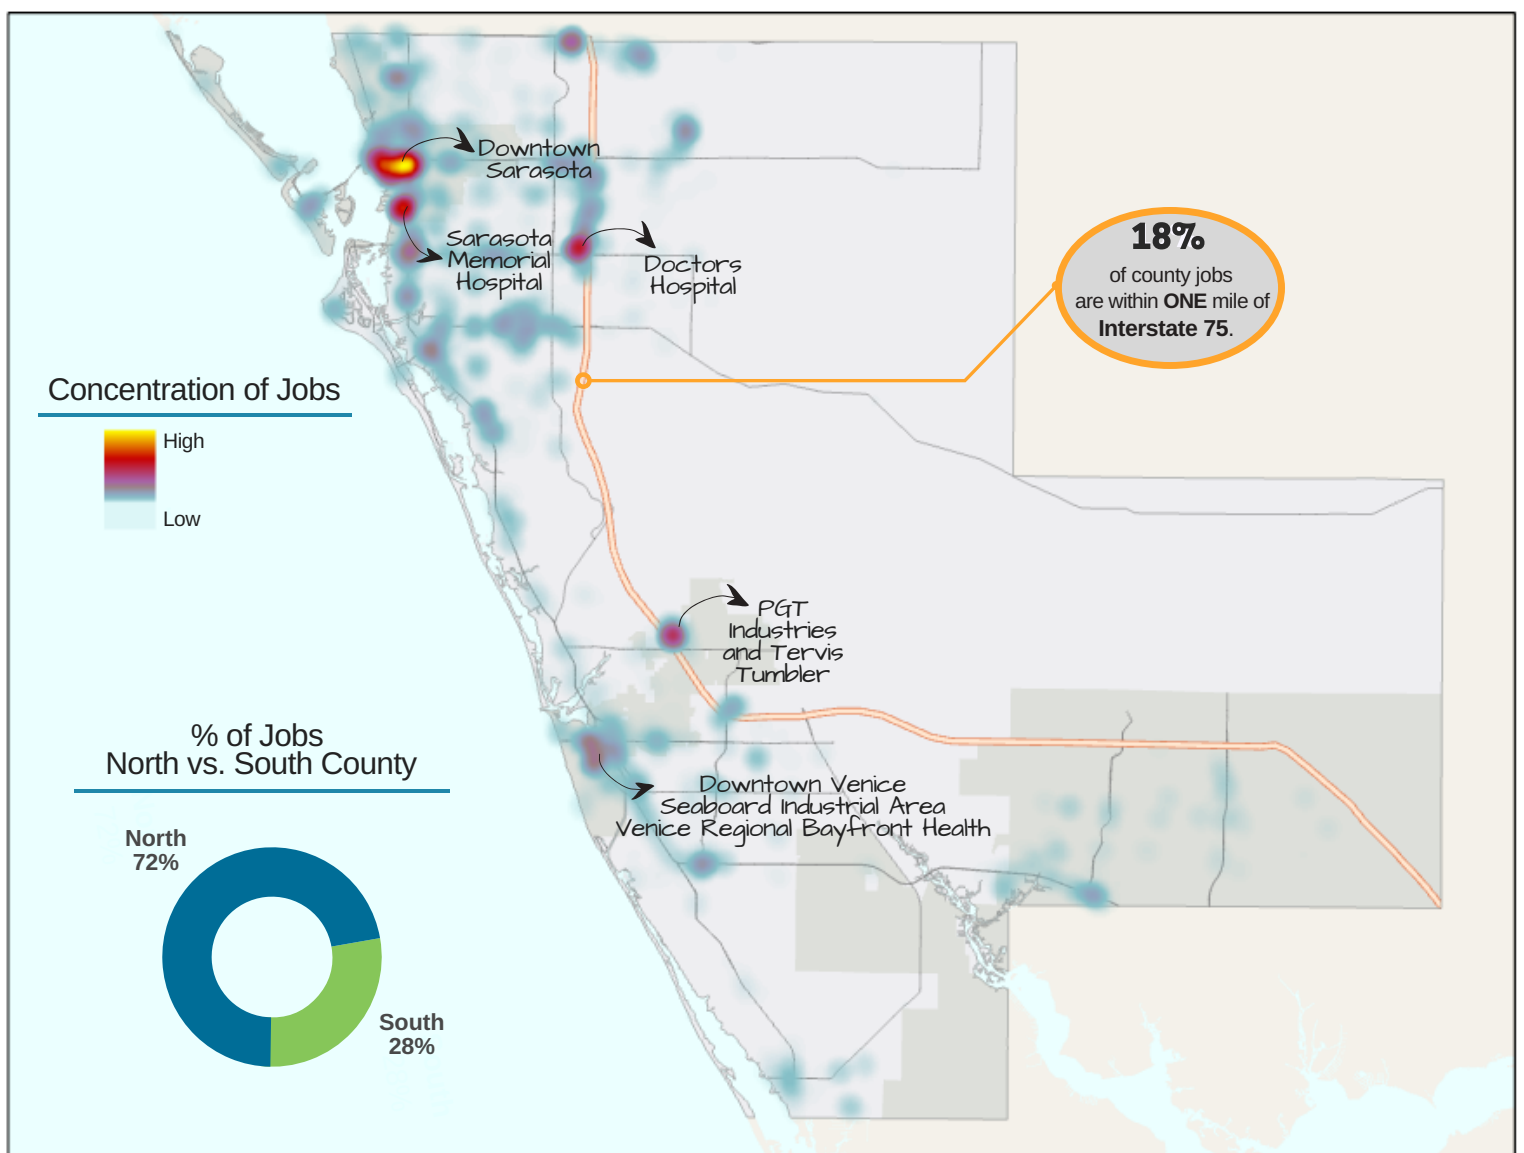 Downtown
Sarasota
Sarasota
Memorial
Hospital
Doctors
Hospital
18%
of county jobs
are within ONE mile of
Interstate 75.
Concentration of Jobs
High
Low
PGT
Industries
and Tervis
Tumbler
% of Jobs
North vs. South County
Downtown Venice
Seaboard Industrial Area
Venice Regional Bayfront Health
North
72%
South
28%